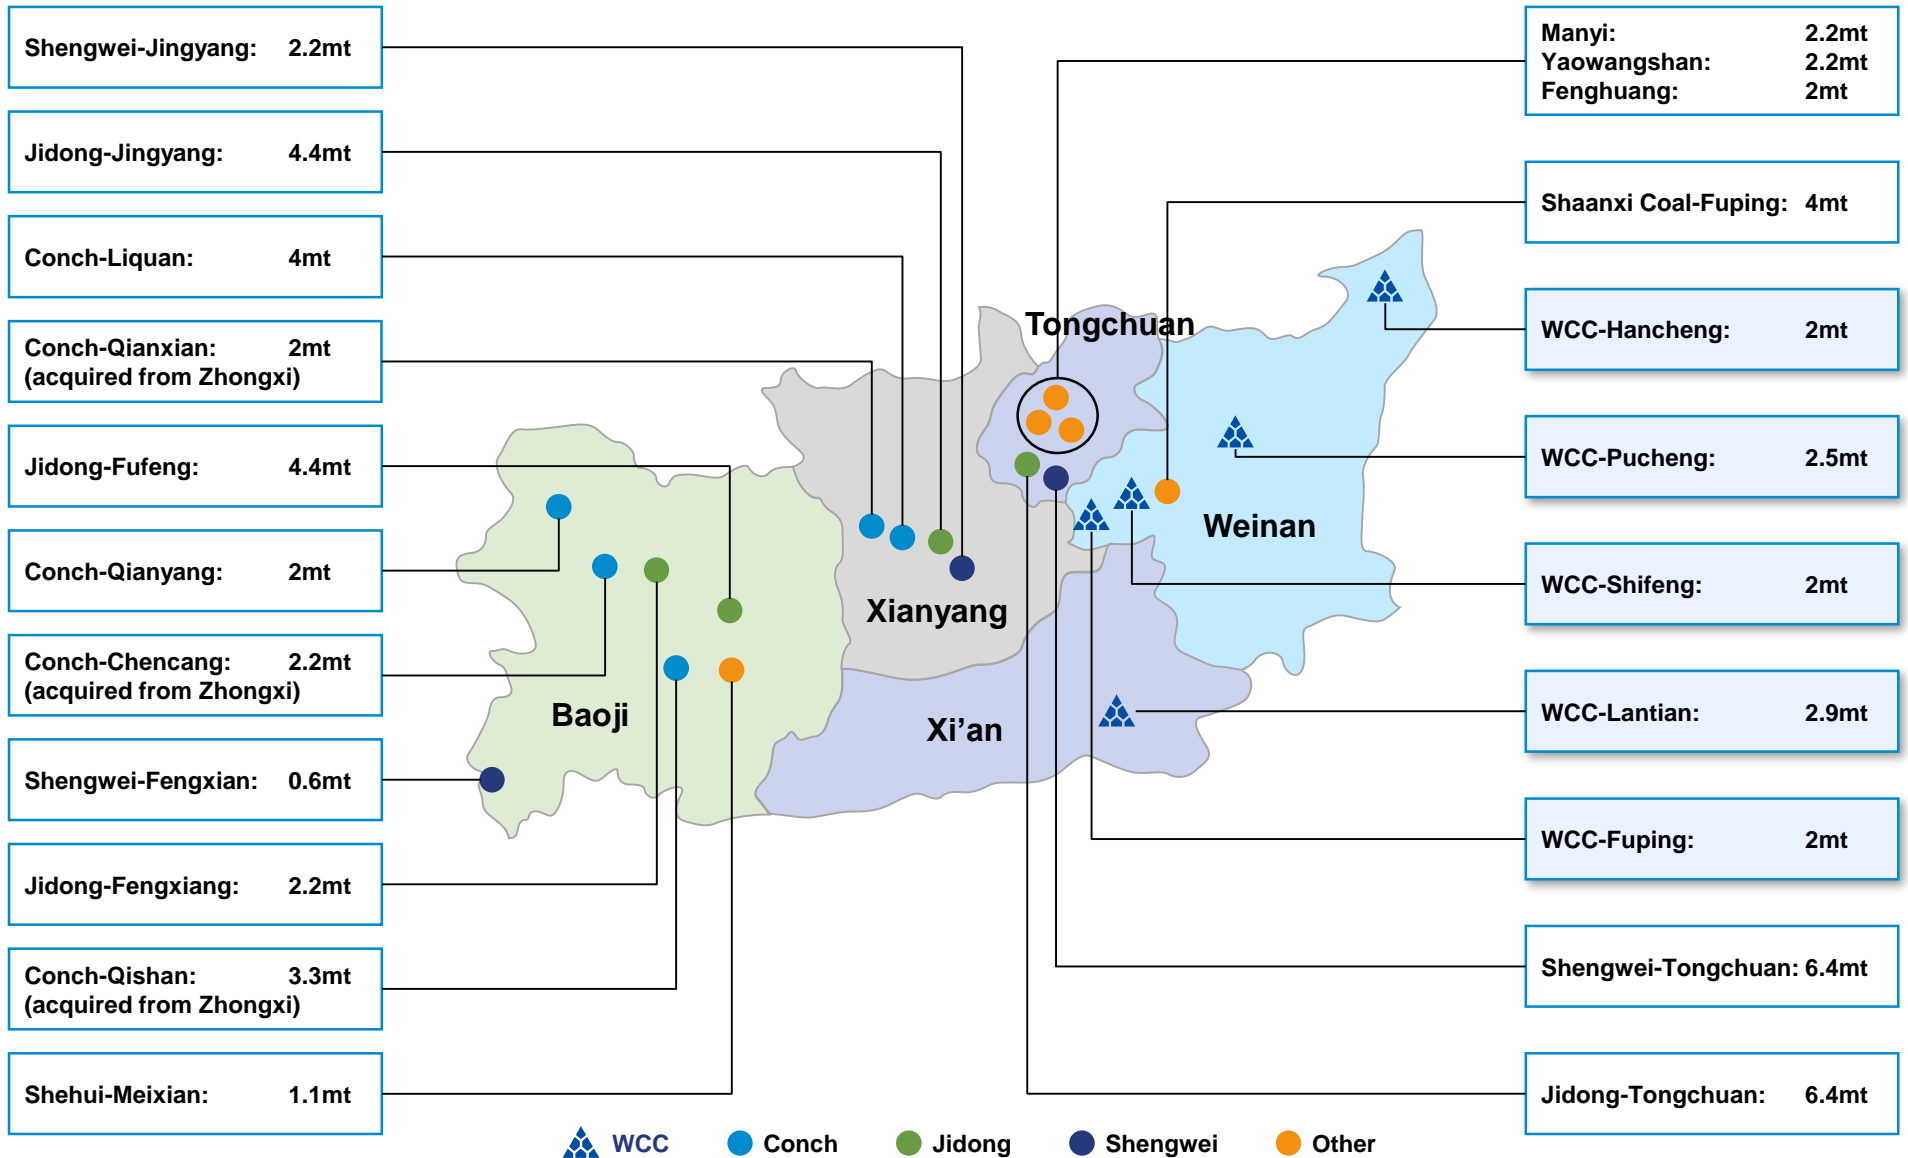 Shengwei-Jingyang: 2.2mt
Jidong-Jingyang: 4.4mt
Conch-Liquan: 4mt
Conch-Qianxian: 2mt
(acquired from Zhongxi)
Jidong-Fufeng: 4.4mt
Conch-Qianyang: 2mt
Conch-Chencang: 2.2mt
(acquired from Zhongxi)
Shengwei-Fengxian: 0.6mt
Jidong-Fengxiang: 2.2mt
Conch-Qishan: 3.3mt
(acquired from Zhongxi)
Shehui-Meixian: 1.1mt
Tongchuan
Weinan
Xianyang
Baoji
Xi’an
Manyi: 2.2mt
Yaowangshan: 2.2mt
Fenghuang: 2mt
Shaanxi Coal-Fuping: 4mt
WCC-Hancheng: 2mt
WCC-Pucheng: 2.5mt
WCC-Shifeng: 2mt
WCC-Lantian: 2.9mt
WCC-Fuping: 2mt
Shengwei-Tongchuan: 6.4mt
Jidong-Tongchuan: 6.4mt
WCC Conch Jidong Shengwei Other